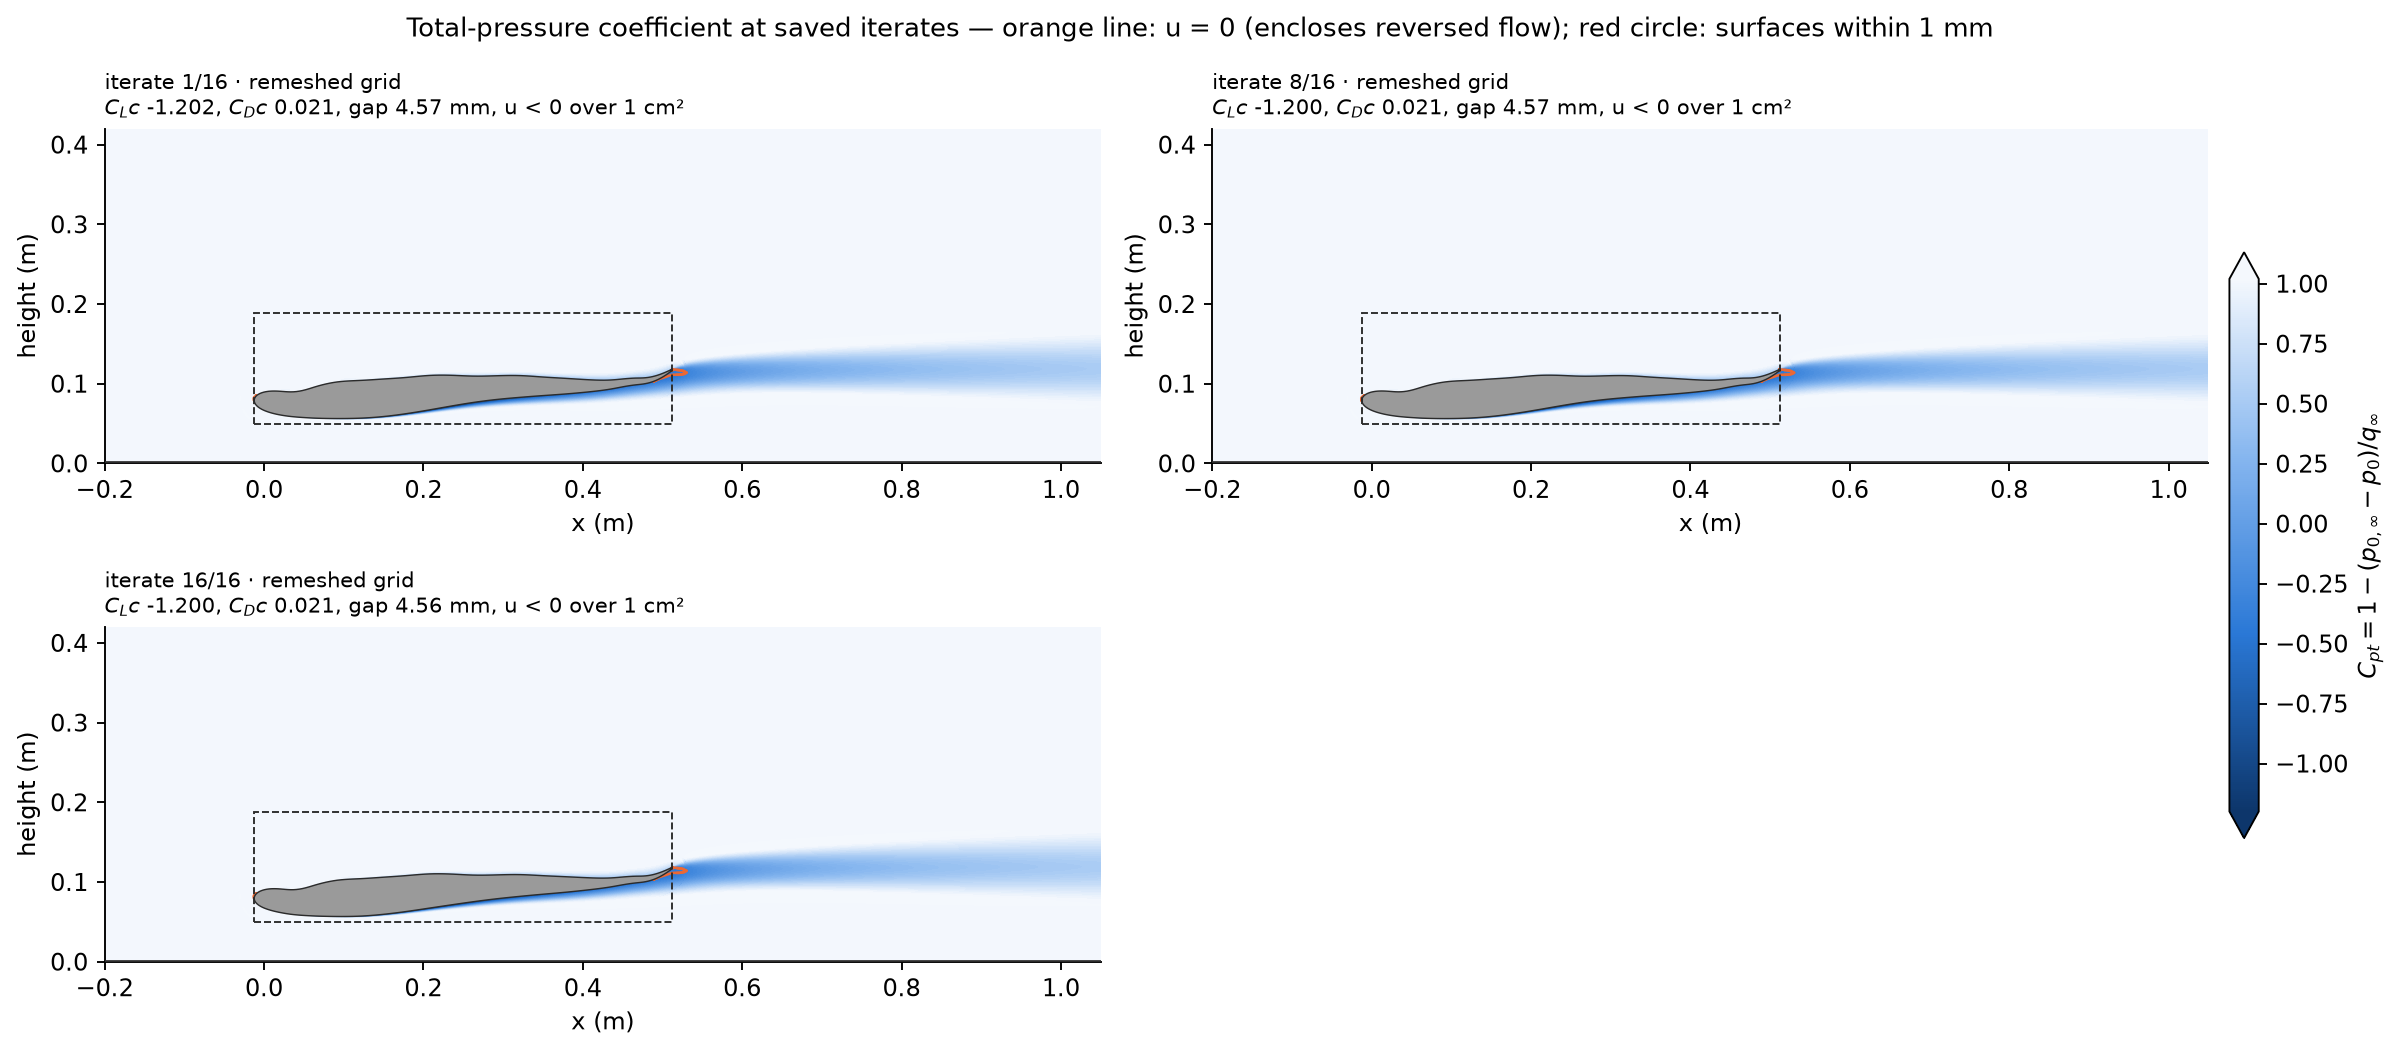 Total-pressure coefficient at saved iterates — orange line: u = 0 (encloses reversed flow); red circle: surfaces within 1 mm
iterate 1/16 · remeshed grid
C_Lc -1.202, C_Dc 0.021, gap 4.57 mm, u < 0 over 1 cm²
0.4
0.3
0.2
0.1
0.0
height (m)
−0.2 0.0 0.2 0.4 0.6 0.8 1.0
x (m)
iterate 8/16 · remeshed grid
C_Lc -1.200, C_Dc 0.021, gap 4.57 mm, u < 0 over 1 cm²
0.4
0.3
0.2
0.1
0.0
height (m)
−0.2 0.0 0.2 0.4 0.6 0.8 1.0
x (m)
iterate 16/16 · remeshed grid
C_Lc -1.200, C_Dc 0.021, gap 4.56 mm, u < 0 over 1 cm²
0.4
0.3
0.2
0.1
0.0
height (m)
−0.2 0.0 0.2 0.4 0.6 0.8 1.0
x (m)
1.00
0.75
0.50
0.25
0.00
−0.25
−0.50
−0.75
−1.00
C_pt = 1 − (p_0,∞ − p_0)/q_∞